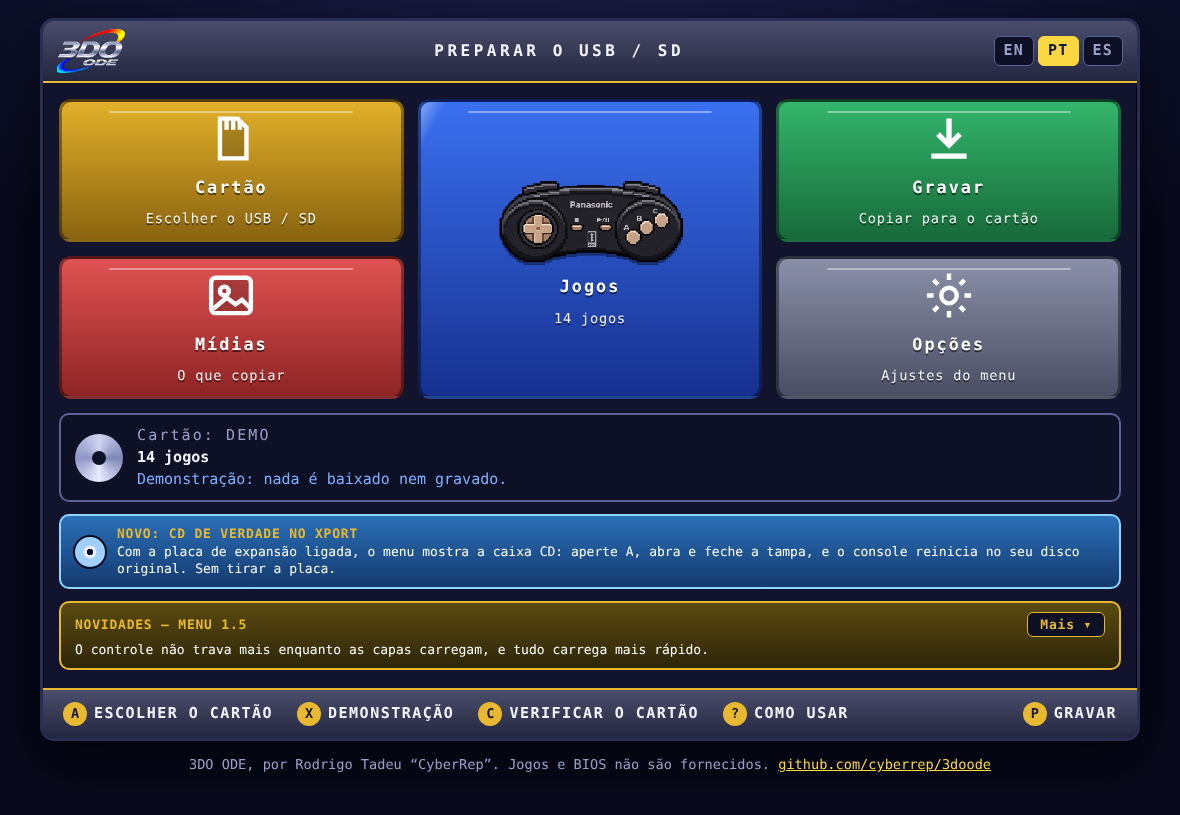 3DO
ODE
PREPARAR O USB / SD
EN PT ES
Cartão
Escolher o USB / SD
Panasonic
A B C
Jogos
14 jogos
Gravar
Copiar para o cartão
Mídias
O que copiar
Opções
Ajustes do menu
Cartão: DEMO
14 jogos
Demonstração: nada é baixado nem gravado.
NOVO: CD DE VERDADE NO XPORT
Com a placa de expansão ligada, o menu mostra a caixa CD: aperte A, abra e feche a tampa, e o console reinicia no seu disco
original. Sem tirar a placa.
NOVIDADES — MENU 1.5
Mais ▾
O controle não trava mais enquanto as capas carregam, e tudo carrega mais rápido.
A ESCOLHER O CARTÃO X DEMONSTRAÇÃO C VERIFICAR O CARTÃO ? COMO USAR P GRAVAR
3DO ODE, por Rodrigo Tadeu “CyberRep”. Jogos e BIOS não são fornecidos. github.com/cyberrep/3doode